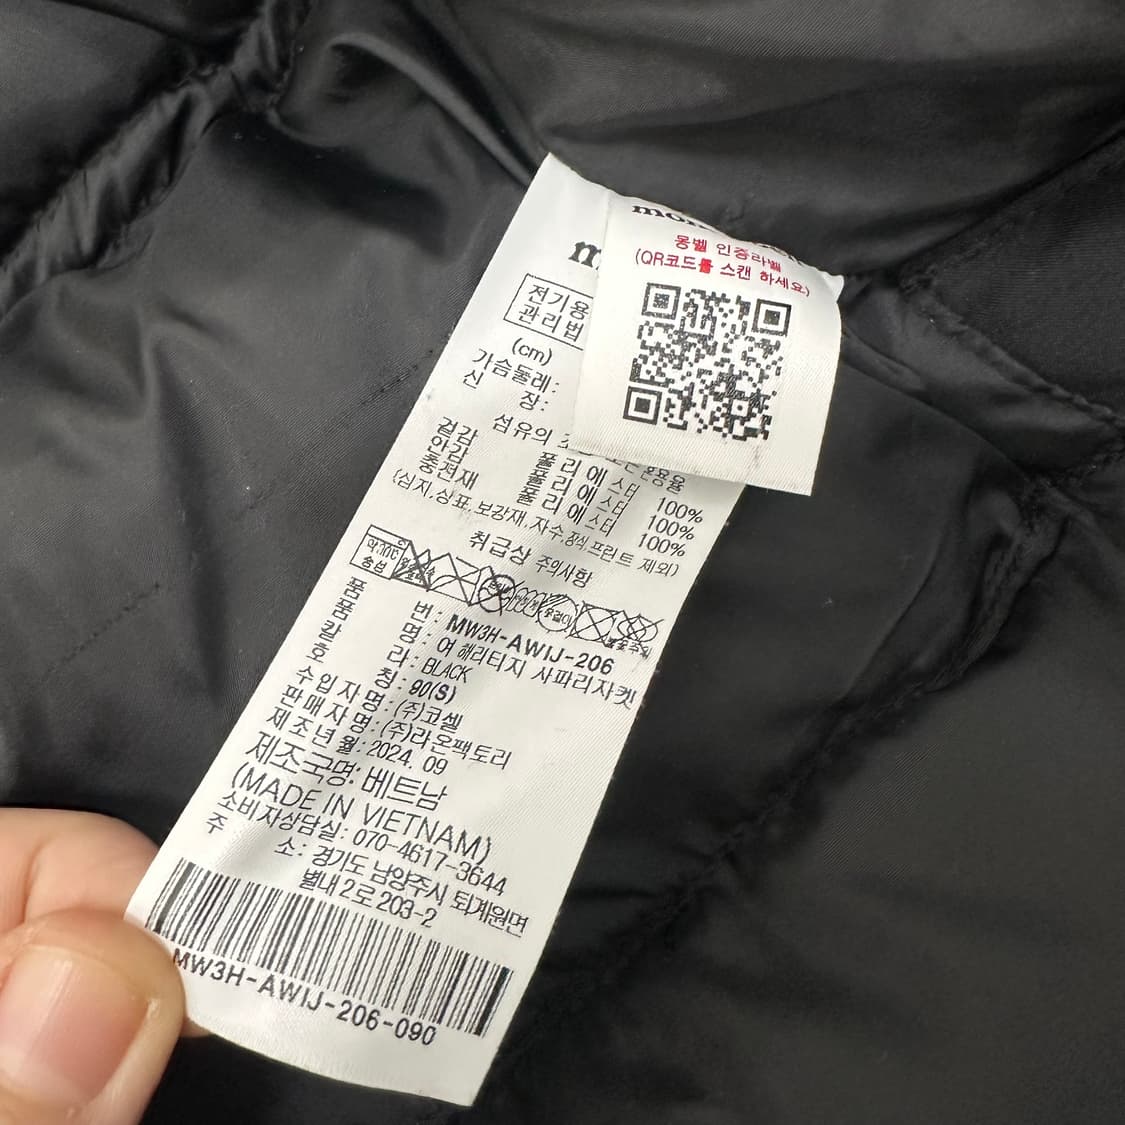 몽벨 인증라벨
(QR코드를 스캔 하세요)
전기용
관리법
(cm)
가슴둘레:
신 장:
섬유의
겉감 폴리에스터 100%
안감 폴리에스터 100%
충전재 폴리에스터 100%
(심지,상표,보강재,자수,장식,프린트 제외)
취급상 주의사항
약30℃
중성
품 번: MW3H-AWIJ-206
품 명: 여 헤리티지 사파리자켓
칼 라: BLACK
호 칭: 90(S)
수입자명: (주)코셀
판매자명: (주)라온팩토리
제조년월: 2024. 09
제조국명: 베트남
(MADE IN VIETNAM)
소비자상담실: 070-4617-3644
주 소: 경기도 남양주시 퇴계원면
별내2로 203-2
MW3H-AWIJ-206-090